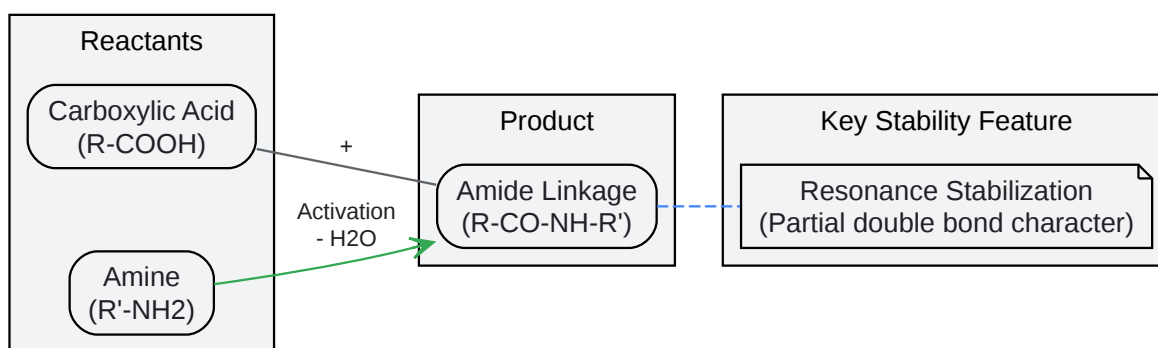 Reactants
Carboxylic Acid
(R-COOH)
Amine
(R'-NH2)
+
Activation
- H2O
Product
Amide Linkage
(R-CO-NH-R')
Key Stability Feature
Resonance Stabilization
(Partial double bond character)